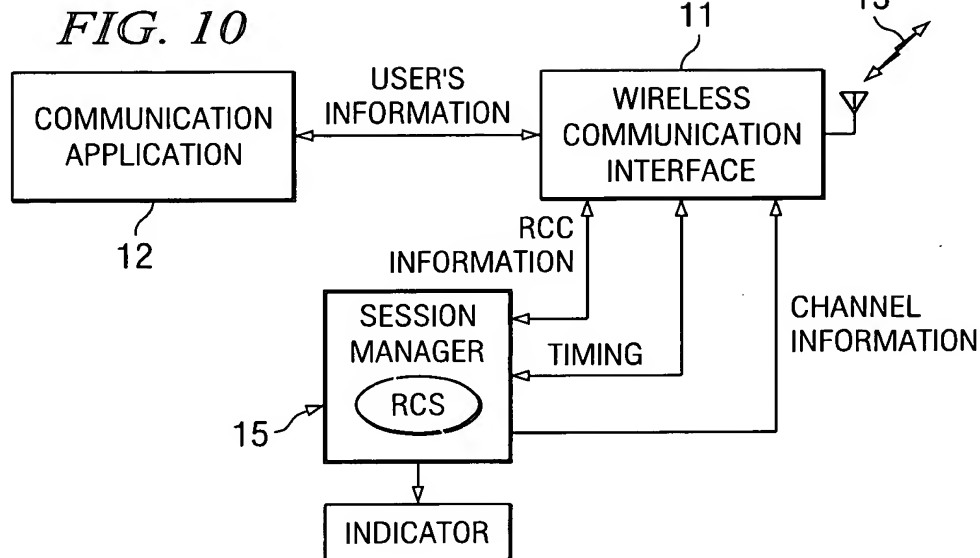 FIG. 10
11
13
COMMUNICATION
APPLICATION
12
USER'S
INFORMATION
WIRELESS
COMMUNICATION
INTERFACE
RCC
INFORMATION
SESSION
MANAGER
RCS
15
TIMING
CHANNEL
INFORMATION
INDICATOR